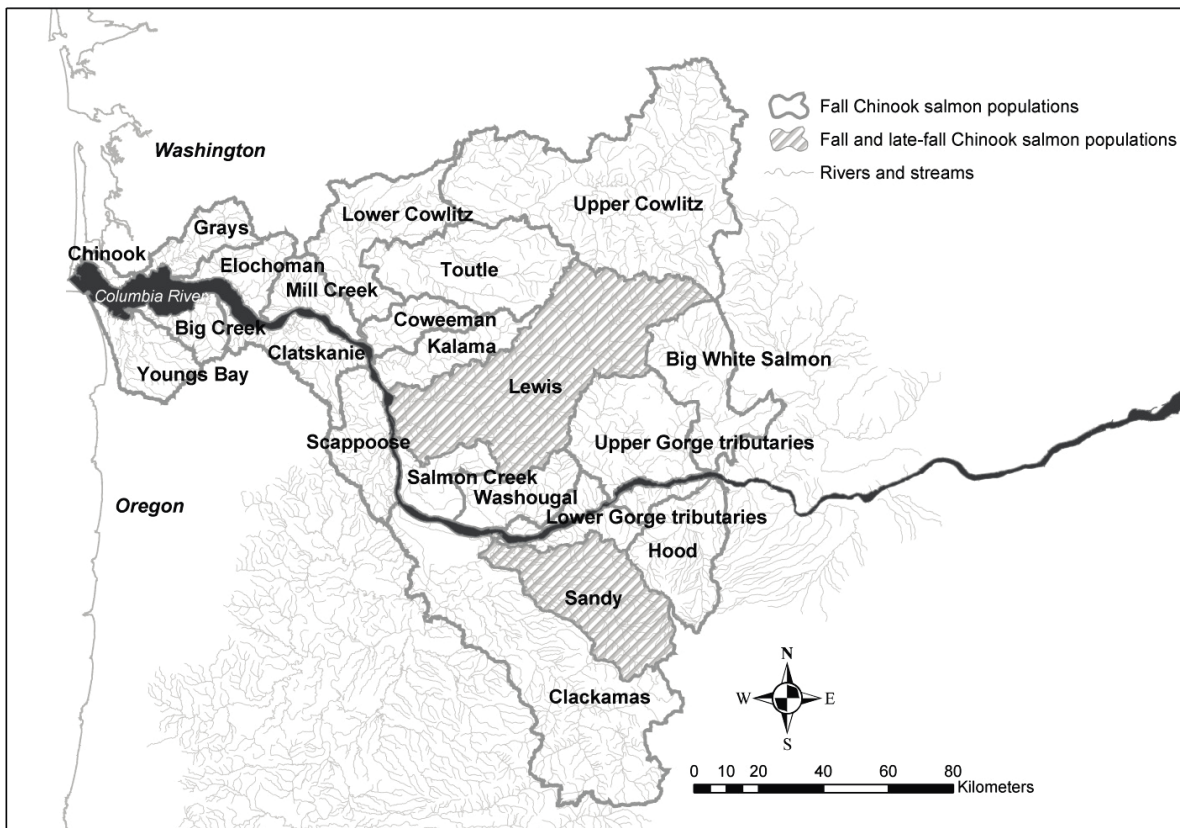 Washington
Fall Chinook salmon populations
Fall and late-fall Chinook salmon populations
Rivers and streams
Upper Cowlitz
Lower Cowlitz
Grays
Chinook
Elochoman
Toutle
Mill Creek
Columbia River
Coweeman
Big Creek
Kalama
Clatskanie
Big White Salmon
Youngs Bay
Lewis
Scappoose
Upper Gorge tributaries
Salmon Creek
Washougal
Oregon
Lower Gorge tributaries
Hood
Sandy
Clackamas
N
W E
S
0 10 20 40 60 80
Kilometers